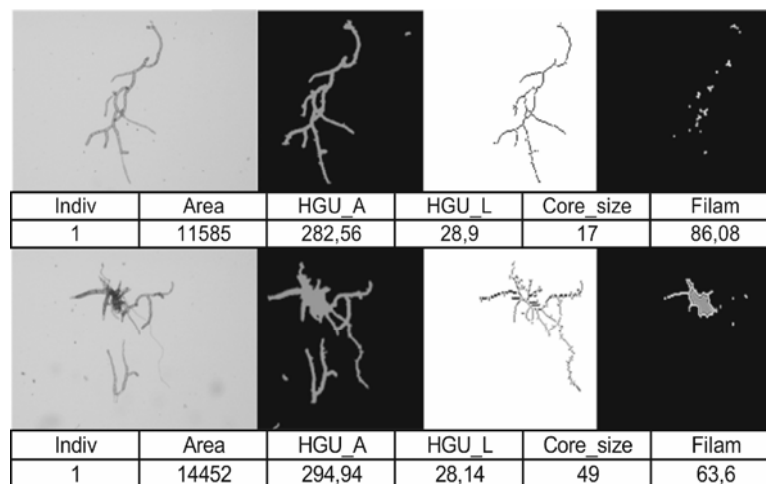 Indiv Area HGU_A HGU_L Core_size Filam
1 11585 282,56 28,9 17 86,08
Indiv Area HGU_A HGU_L Core_size Filam
1 14452 294,94 28,14 49 63,6